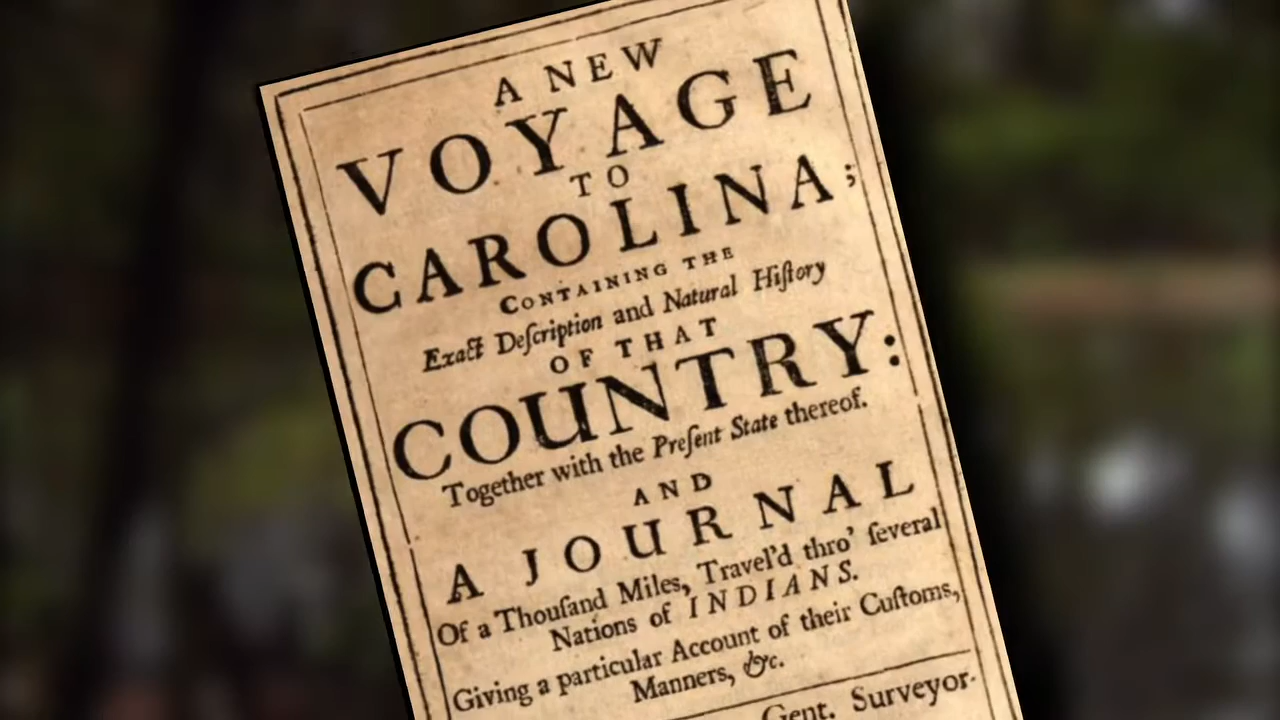 A NEW
VOYAGE
TO
CAROLINA;
CONTAINING THE
Exact Deſcription and Natural Hiſtory
OF THAT
COUNTRY:
Together with the Preſent State thereof.
AND
A JOURNAL
Of a Thouſand Miles, Travel'd thro' ſeveral
Nations of INDIANS.
Giving a particular Account of their Cuſtoms,
Manners, &c.
Gent. Surveyor-